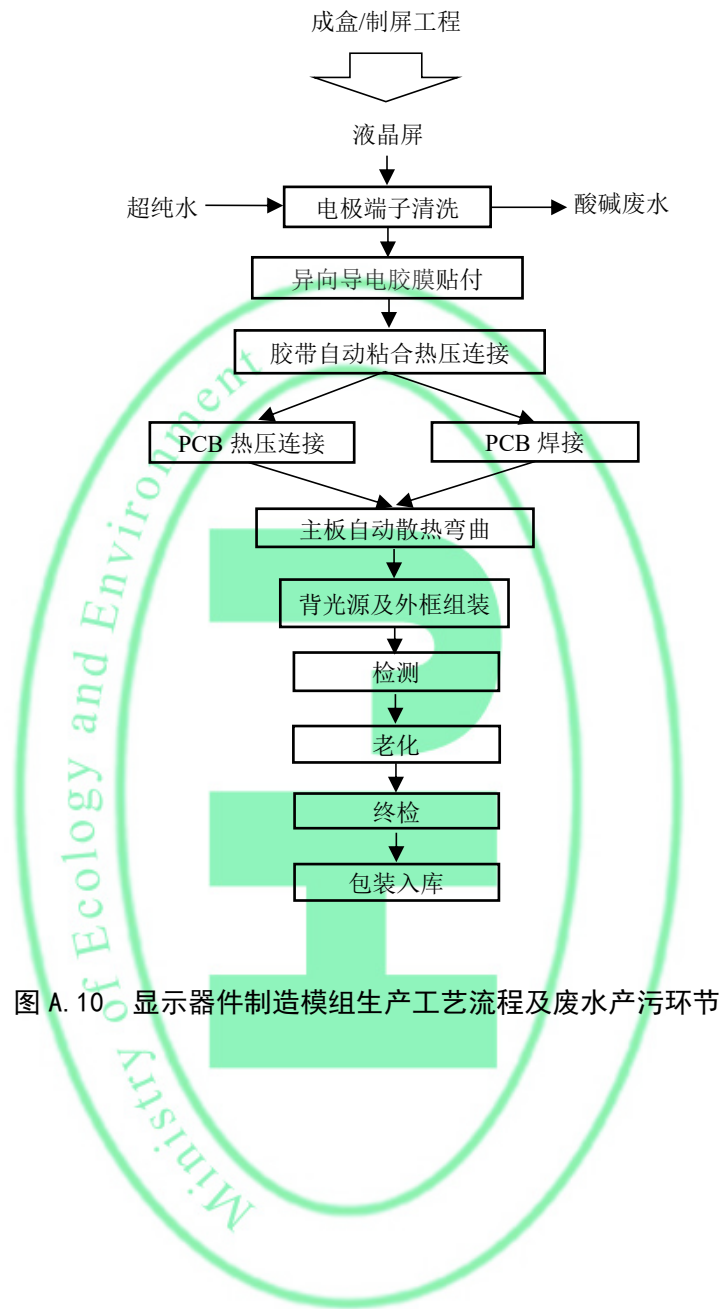 成盒/制屏工程
液晶屏
超纯水
电极端子清洗
酸碱废水
异向导电胶膜贴付
胶带自动粘合热压连接
PCB 热压连接
PCB 焊接
主板自动散热弯曲
背光源及外框组装
检测
老化
终检
包装入库
图 A.10 显示器件制造模组生产工艺流程及废水产污环节
Ministry of Ecology and Environment